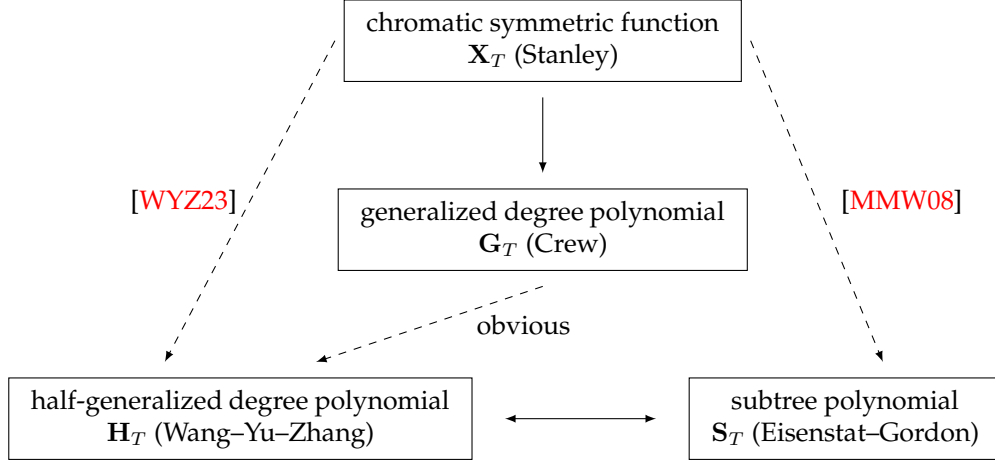 chromatic symmetric function
X_T (Stanley)
[WYZ23]
[MMW08]
generalized degree polynomial
G_T (Crew)
obvious
half-generalized degree polynomial
H_T (Wang–Yu–Zhang)
subtree polynomial
S_T (Eisenstat–Gordon)